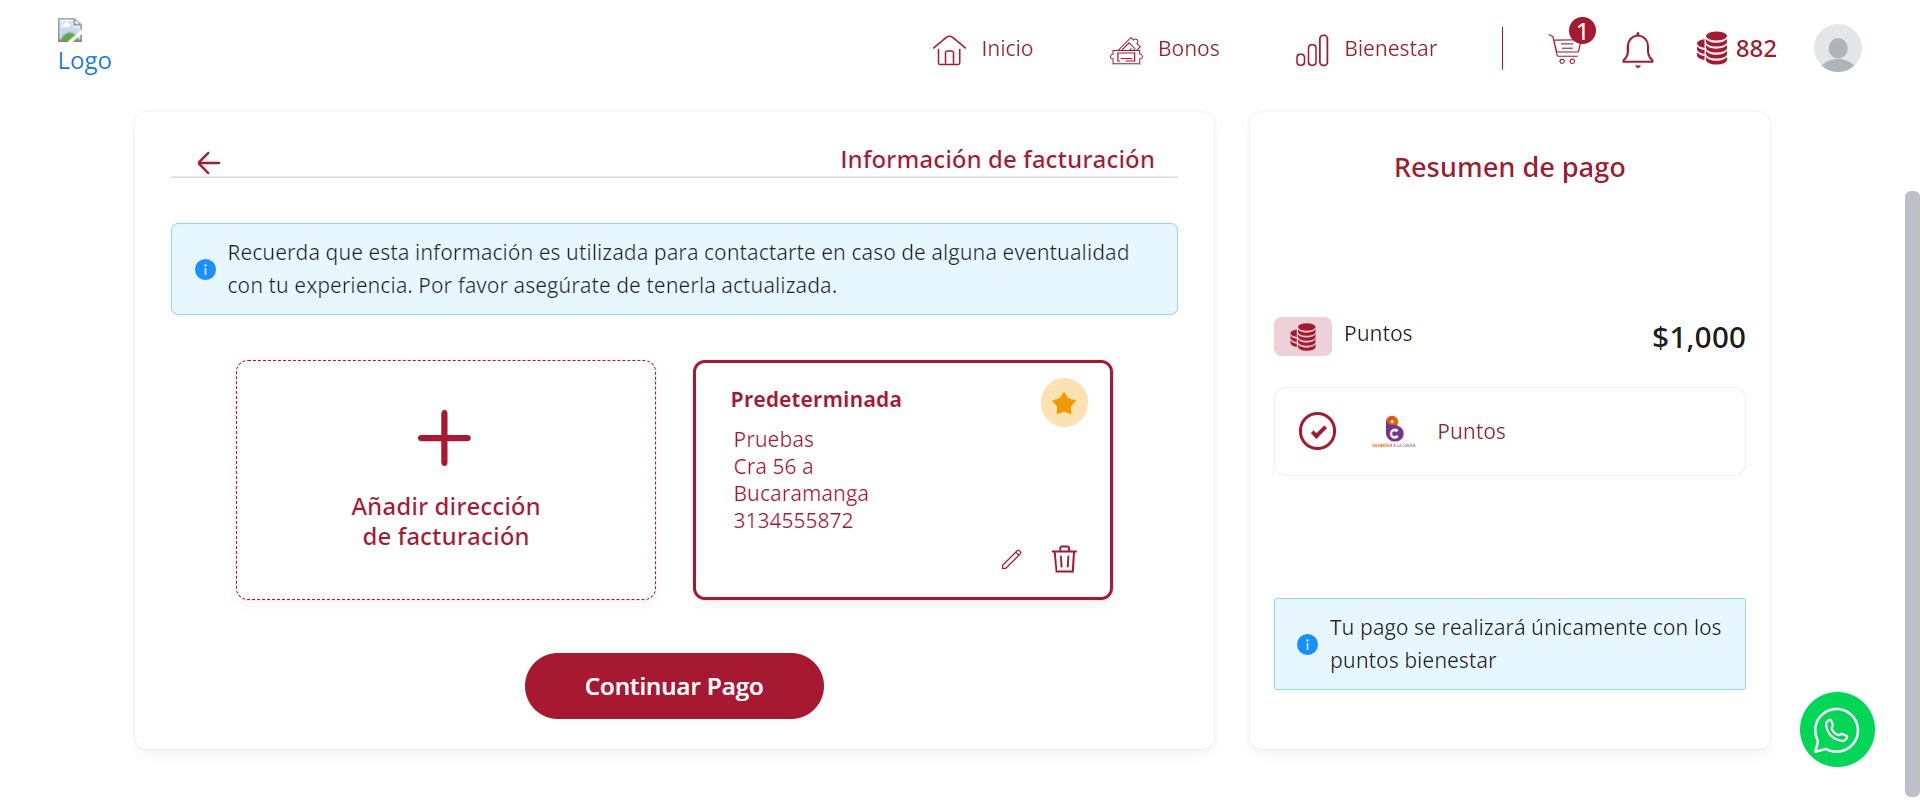 Logo
Inicio
Bonos
Bienestar
1
882
Información de facturación
Recuerda que esta información es utilizada para contactarte en caso de alguna eventualidad
con tu experiencia. Por favor asegúrate de tenerla actualizada.
Añadir dirección
de facturación
Predeterminada
Pruebas
Cra 56 a
Bucaramanga
3134555872
Continuar Pago
Resumen de pago
Puntos
$1,000
Puntos
Tu pago se realizará únicamente con los
puntos bienestar